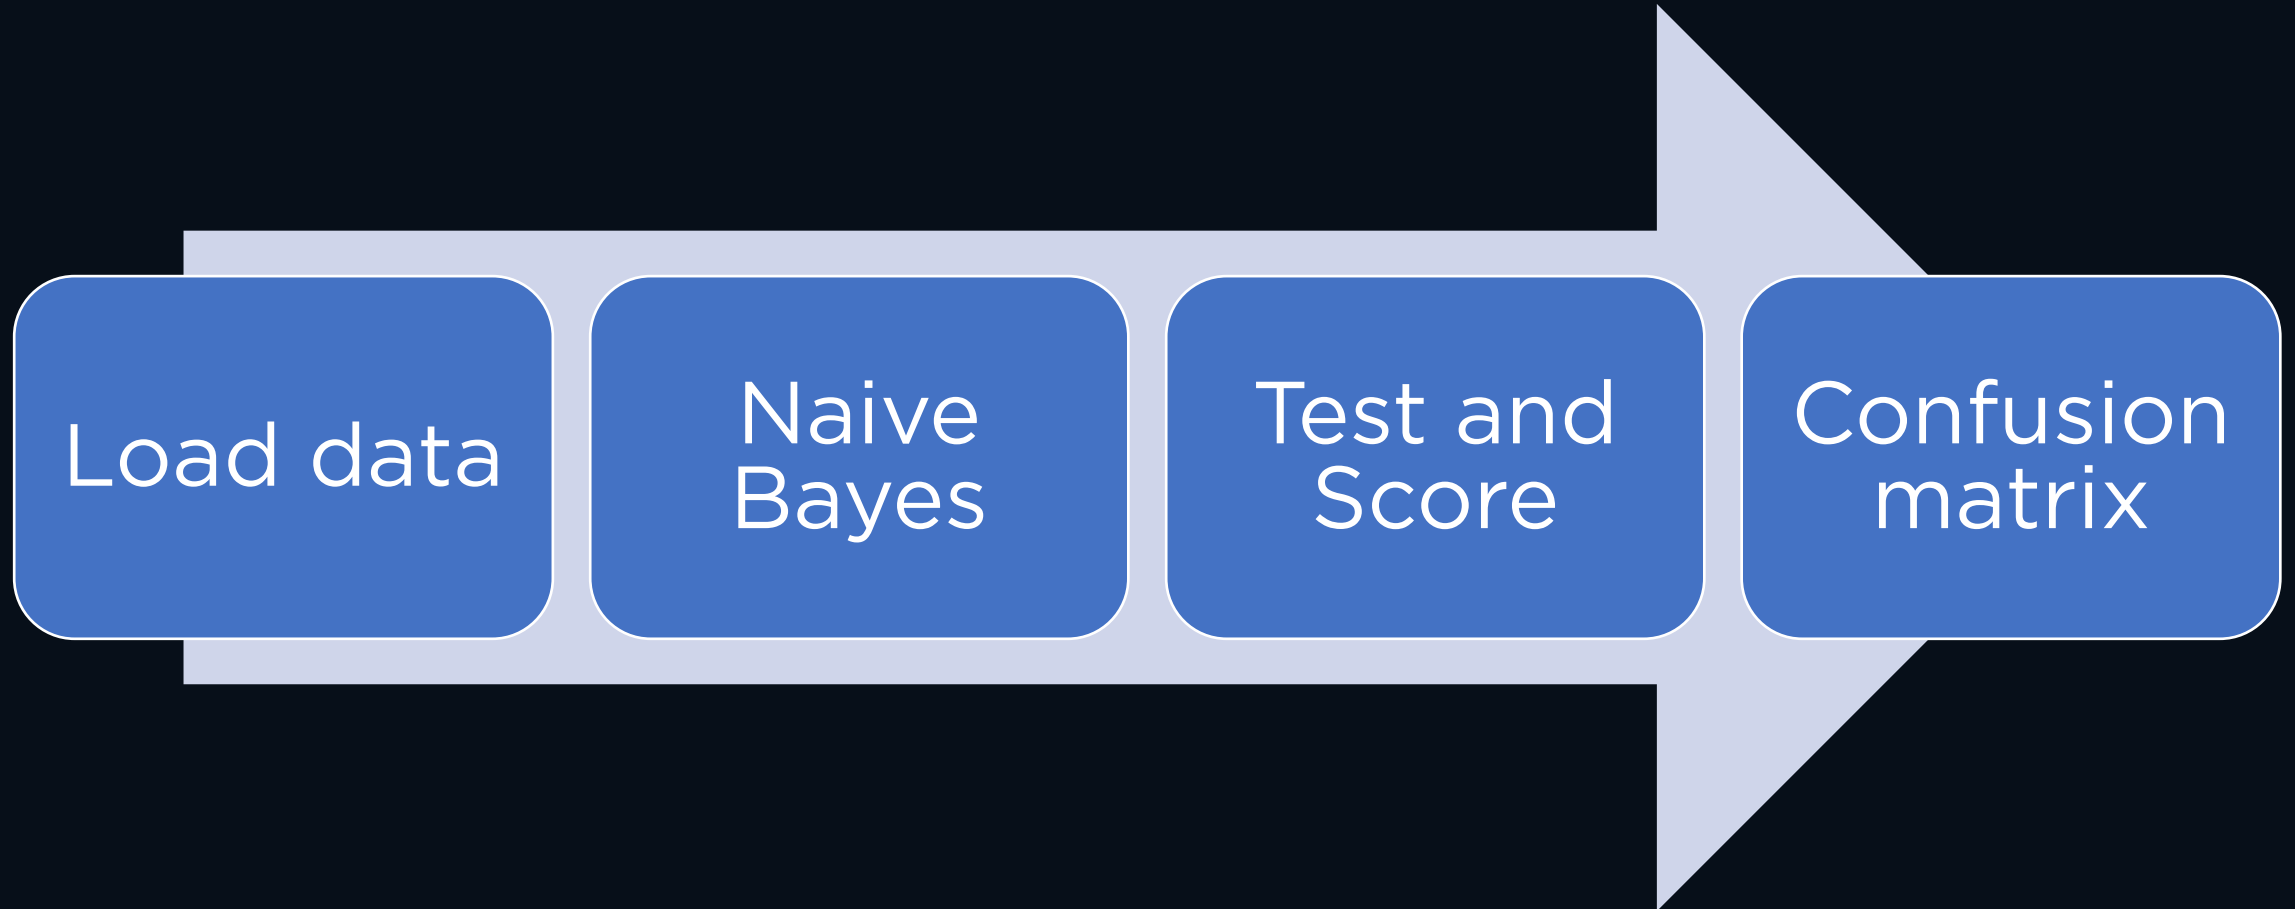 Load data
Naive
Bayes
Test and
Score
Confusion
matrix